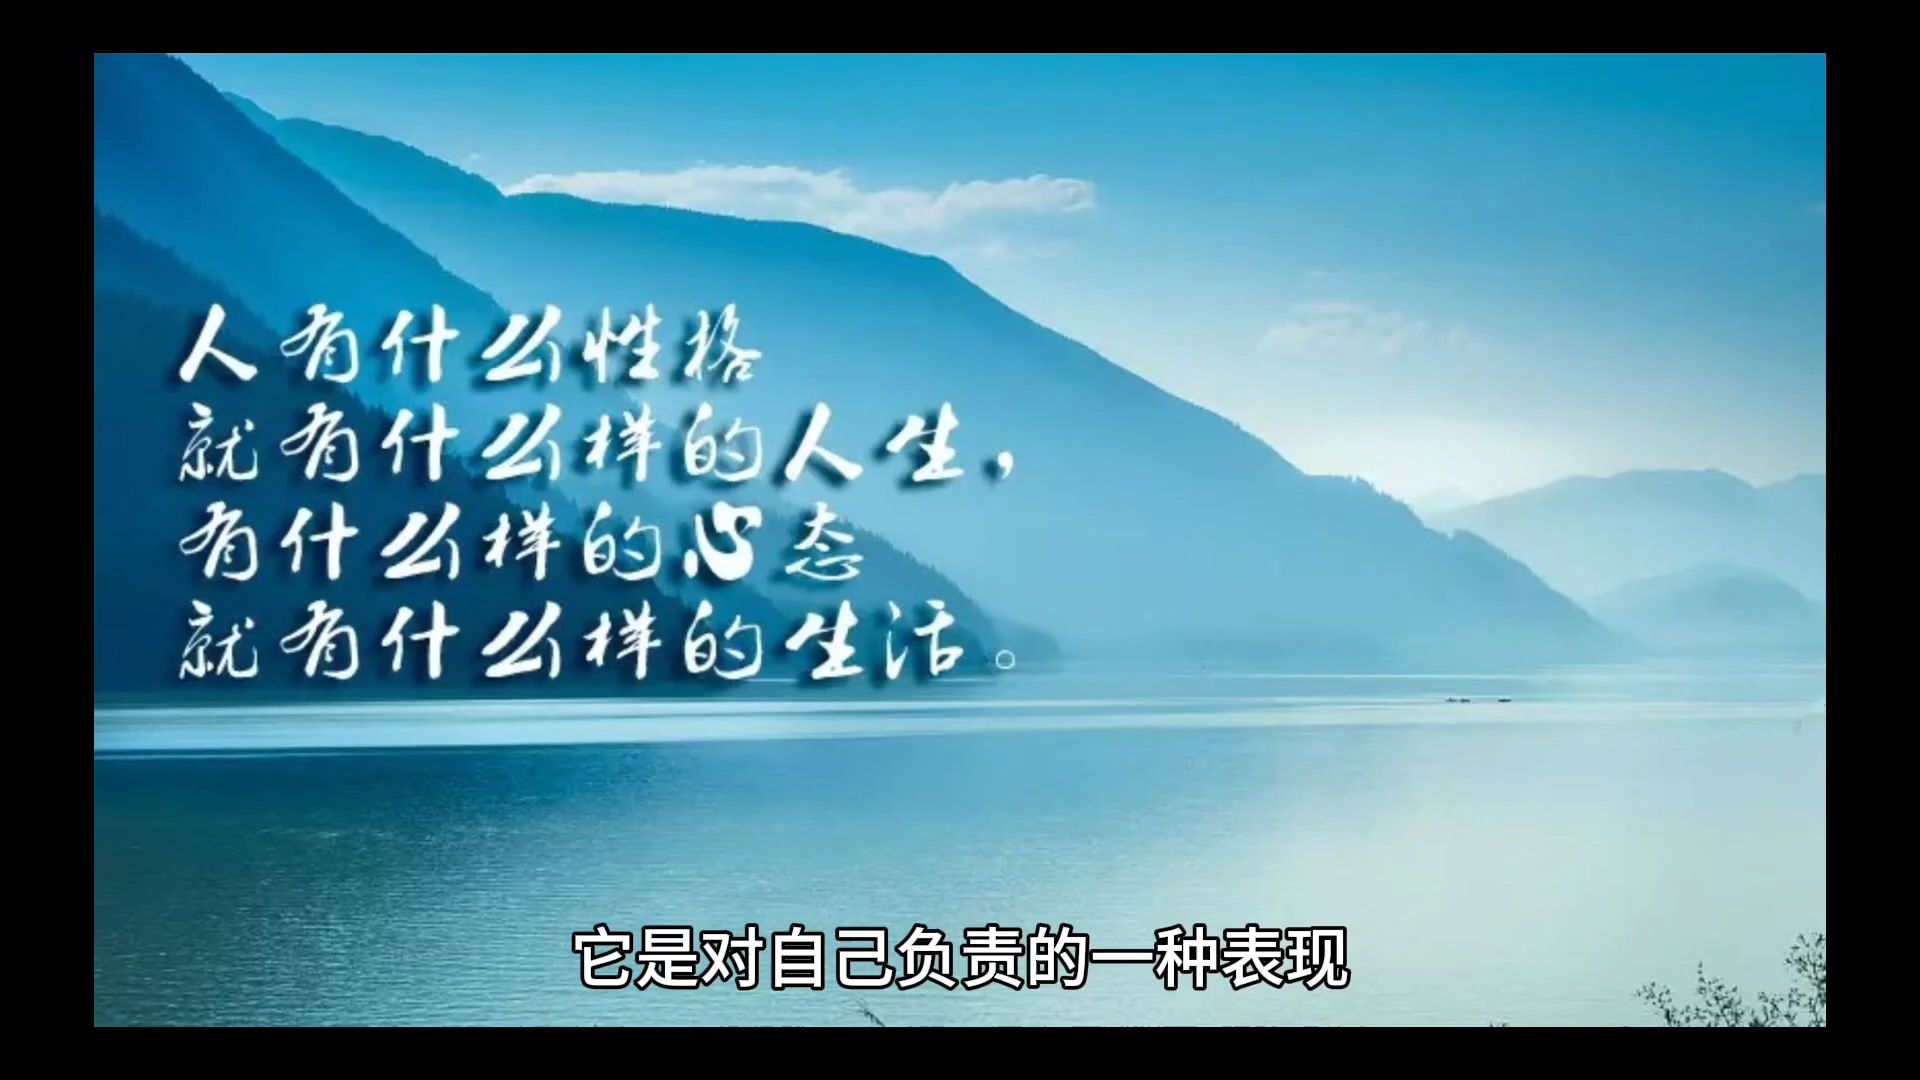 人有什么性格
就有什么样的人生，
有什么样的心态
就有什么样的生活。
它是对自己负责的一种表现